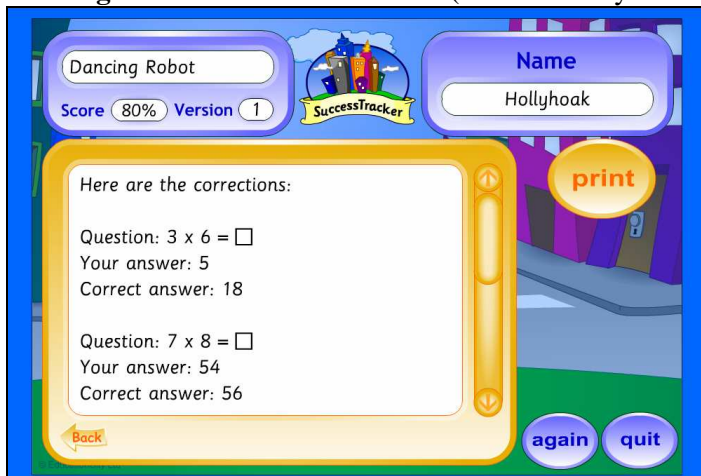 Dancing Robot
Score 80% Version 1
SuccessTracker
Name
Hollyhoak
print
Here are the corrections:
Question: 3 x 6 = □
Your answer: 5
Correct answer: 18
Question: 7 x 8 = □
Your answer: 54
Correct answer: 56
Back
again
quit